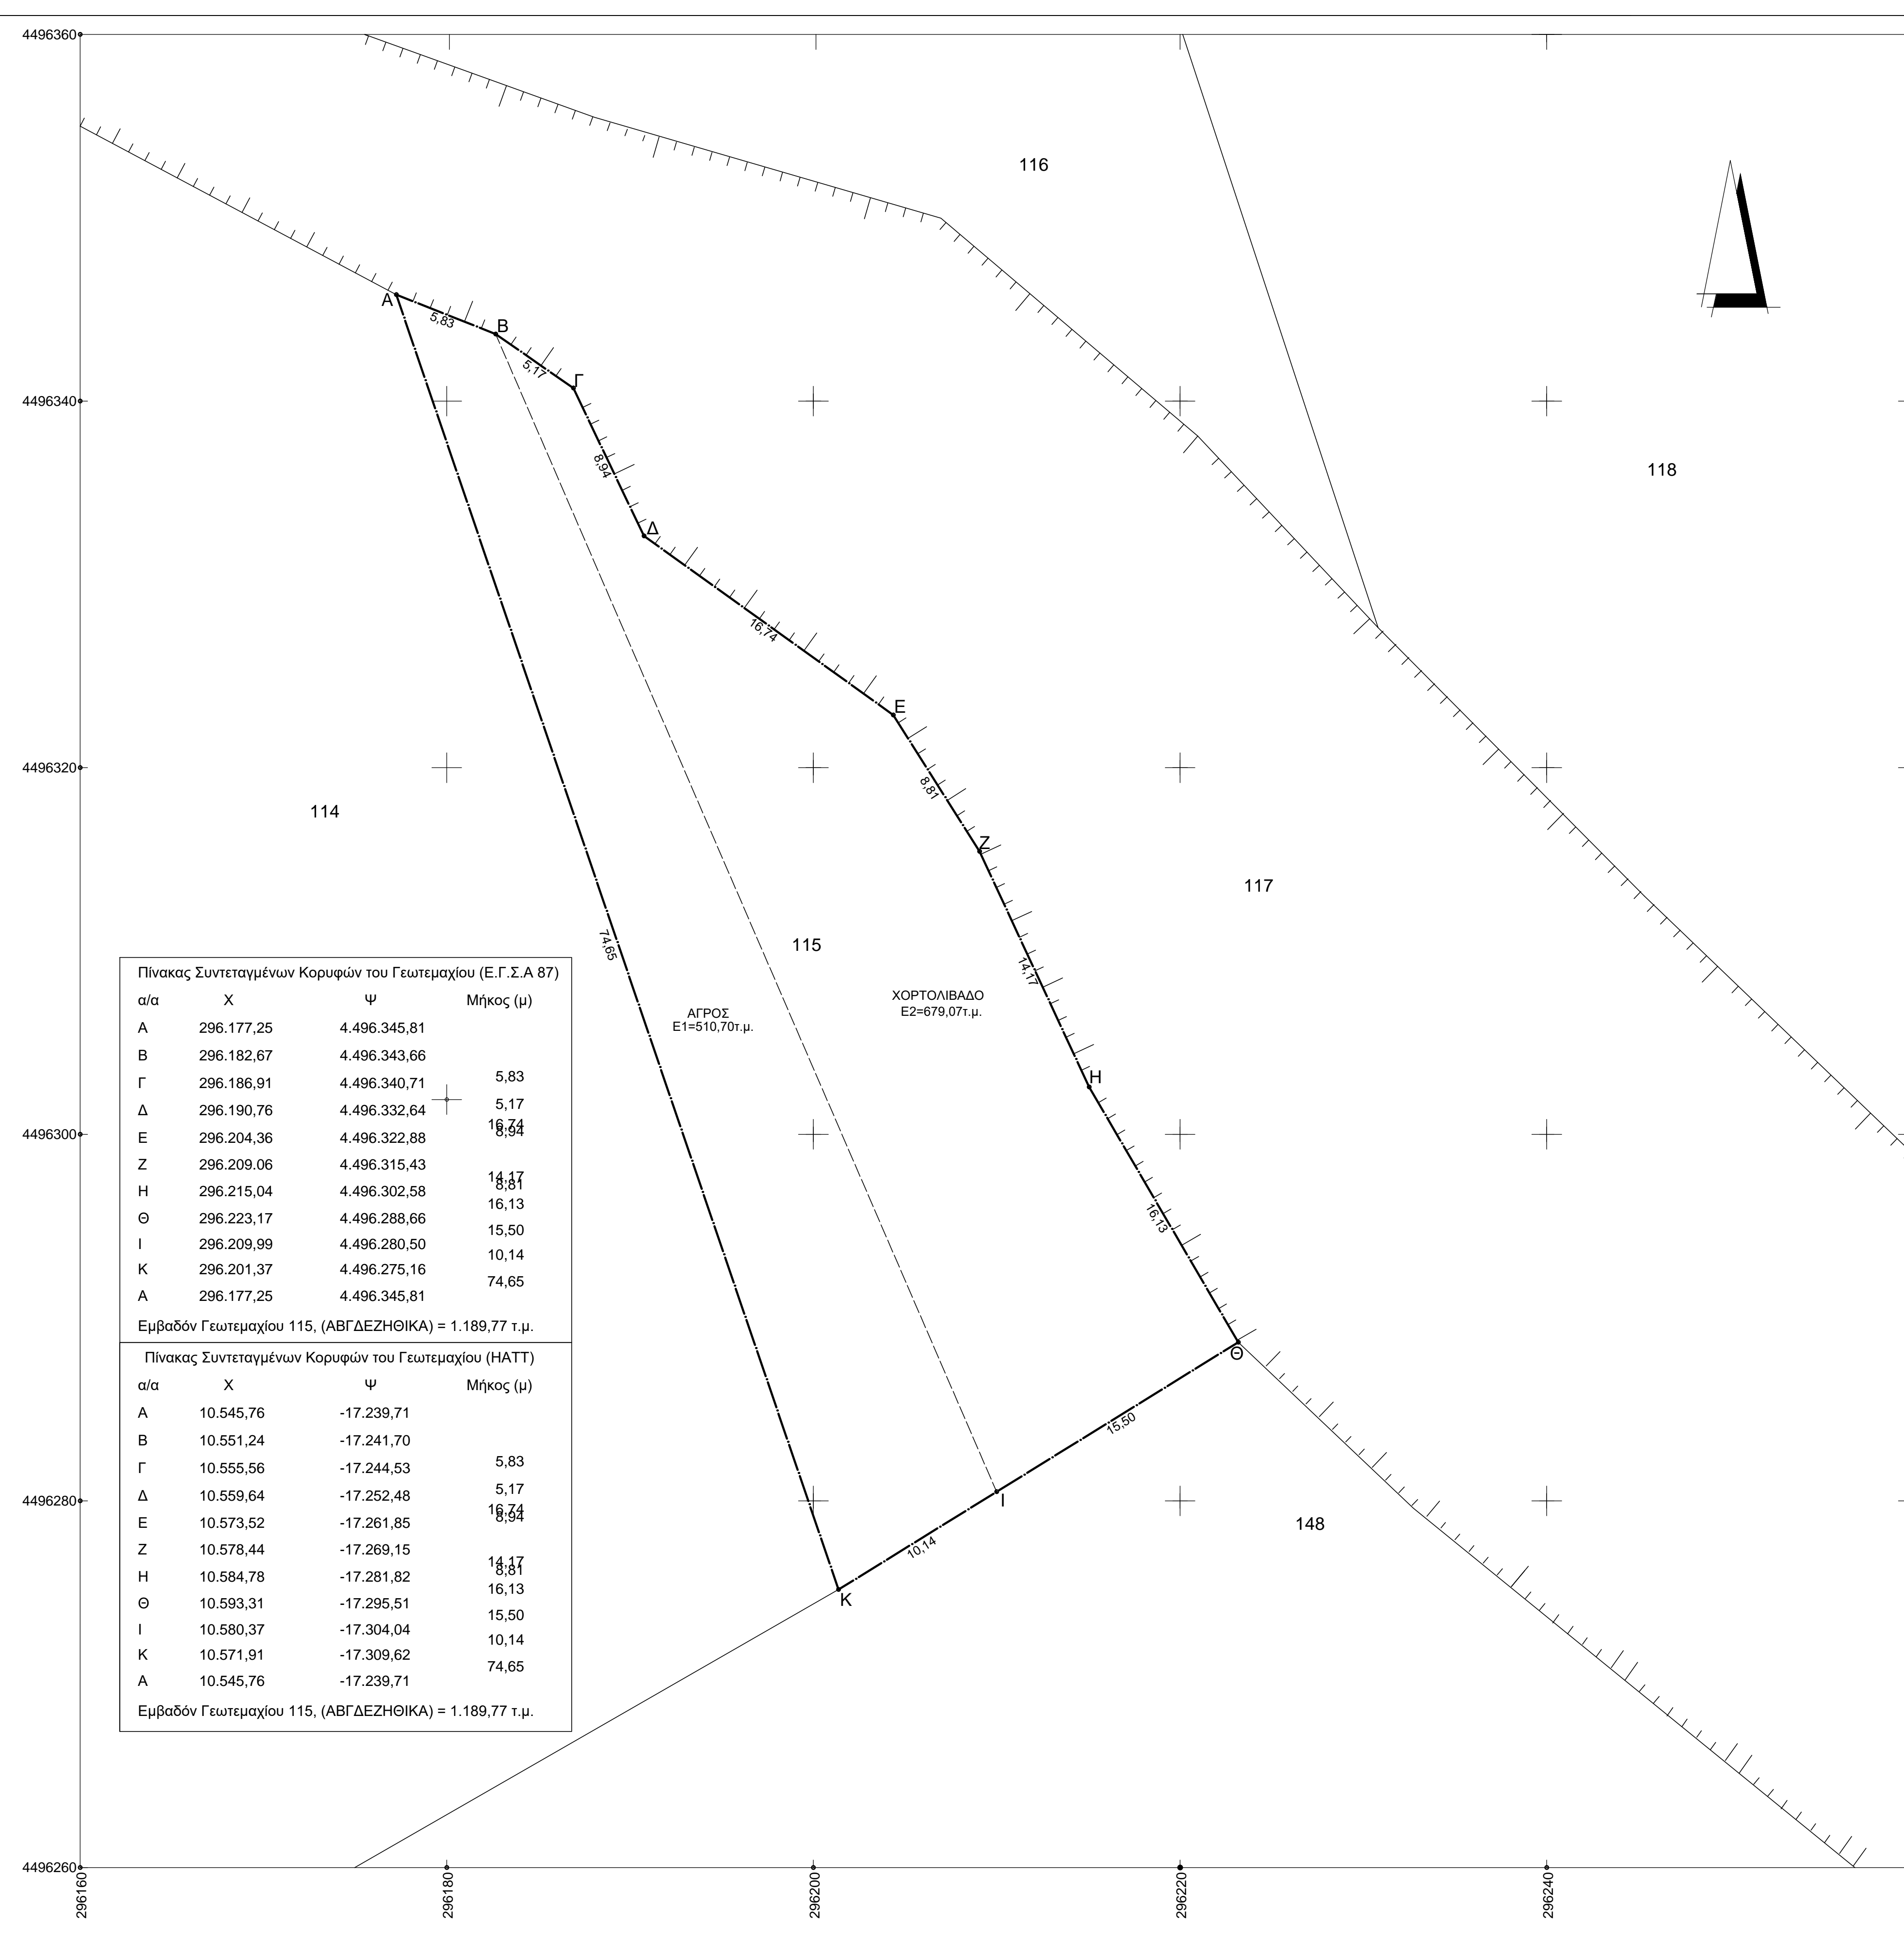 4496360
116
Α
5,83
Β
5,17
Γ
4496340
8,94
118
Δ
16,74
Ε
4496320
8,81
114
Ζ
117
74,65
115
14,17
ΧΟΡΤΟΛΙΒΑΔΟ
Ε2=679,07τ.μ.
ΑΓΡΟΣ
Ε1=510,70τ.μ.
Η
4496300
16,13
Θ
15,50
4496280
Ι
148
10,14
Κ
4496260
296160
296180
296200
296220
296240
Πίνακας Συντεταγμένων Κορυφών του Γεωτεμαχίου (Ε.Γ.Σ.Α 87)
α/α Χ Ψ Μήκος (μ)
Α 296.177,25 4.496.345,81
Β 296.182,67 4.496.343,66
5,83
Γ 296.186,91 4.496.340,71
5,17
Δ 296.190,76 4.496.332,64
16,74
8,94
Ε 296.204,36 4.496.322,88
Ζ 296.209.06 4.496.315,43
14,17
8,81
Η 296.215,04 4.496.302,58
16,13
Θ 296.223,17 4.496.288,66
15,50
Ι 296.209,99 4.496.280,50
10,14
Κ 296.201,37 4.496.275,16
74,65
Α 296.177,25 4.496.345,81
Εμβαδόν Γεωτεμαχίου 115, (ΑΒΓΔΕΖΗΘΙΚΑ) = 1.189,77 τ.μ.
Πίνακας Συντεταγμένων Κορυφών του Γεωτεμαχίου (HATT)
α/α Χ Ψ Μήκος (μ)
Α 10.545,76 -17.239,71
Β 10.551,24 -17.241,70
5,83
Γ 10.555,56 -17.244,53
5,17
Δ 10.559,64 -17.252,48
16,74
8,94
Ε 10.573,52 -17.261,85
Ζ 10.578,44 -17.269,15
14,17
8,81
Η 10.584,78 -17.281,82
16,13
Θ 10.593,31 -17.295,51
15,50
Ι 10.580,37 -17.304,04
10,14
Κ 10.571,91 -17.309,62
74,65
Α 10.545,76 -17.239,71
Εμβαδόν Γεωτεμαχίου 115, (ΑΒΓΔΕΖΗΘΙΚΑ) = 1.189,77 τ.μ.